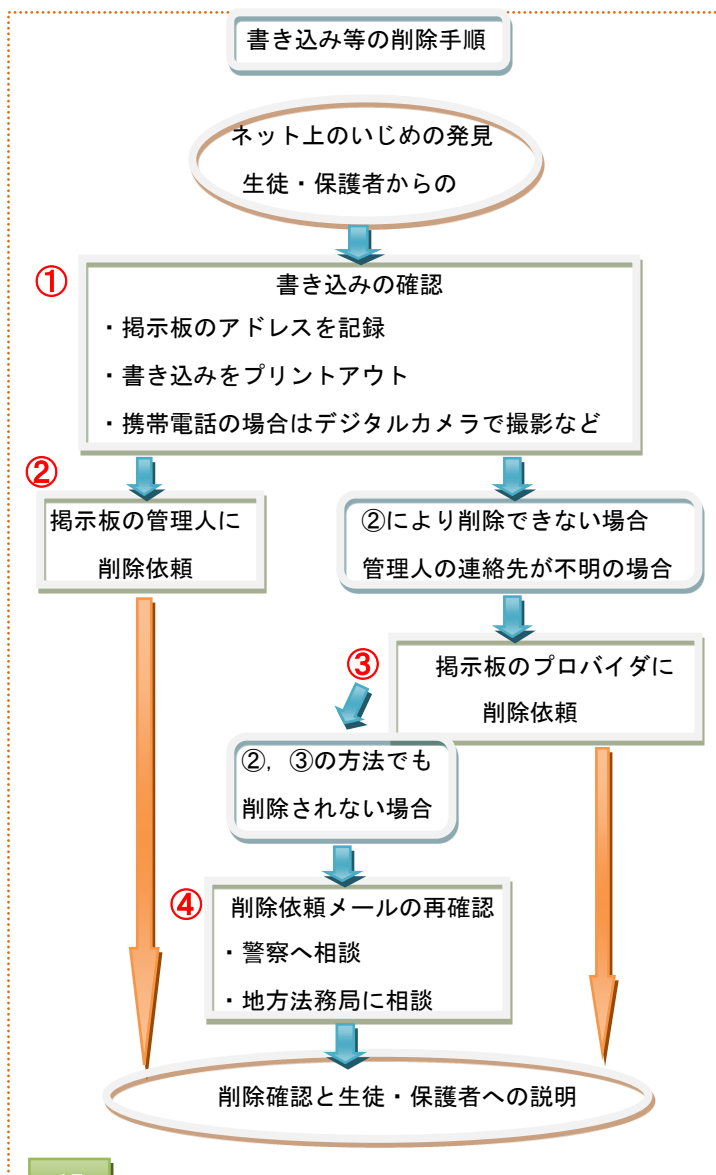 書き込み等の削除手順
ネット上のいじめの発見
生徒・保護者からの
①
書き込みの確認
・掲示板のアドレスを記録
・書き込みをプリントアウト
・携帯電話の場合はデジタルカメラで撮影など
②
掲示板の管理人に
削除依頼
②により削除できない場合
管理人の連絡先が不明の場合
③
掲示板のプロバイダに
削除依頼
②，③の方法でも
削除されない場合
④
削除依頼メールの再確認
・警察へ相談
・地方法務局に相談
削除確認と生徒・保護者への説明